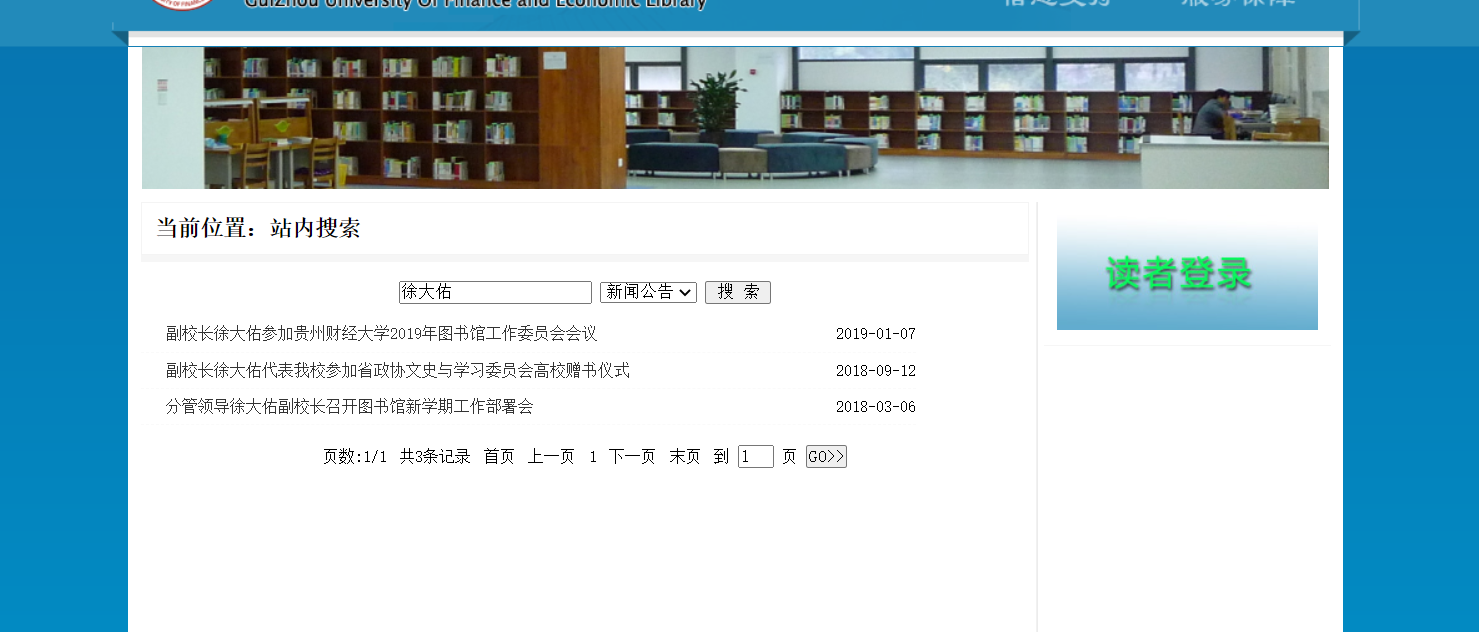 Guizhou University Of Finance and Economic Library
当前位置：站内搜索
徐大佑 新闻公告 搜 索
读者登录
副校长徐大佑参加贵州财经大学2019年图书馆工作委员会会议 2019-01-07
副校长徐大佑代表我校参加省政协文史与学习委员会高校赠书仪式 2018-09-12
分管领导徐大佑副校长召开图书馆新学期工作部署会 2018-03-06
页数:1/1 共3条记录 首页 上一页 1 下一页 末页 到 1 页 GO>>